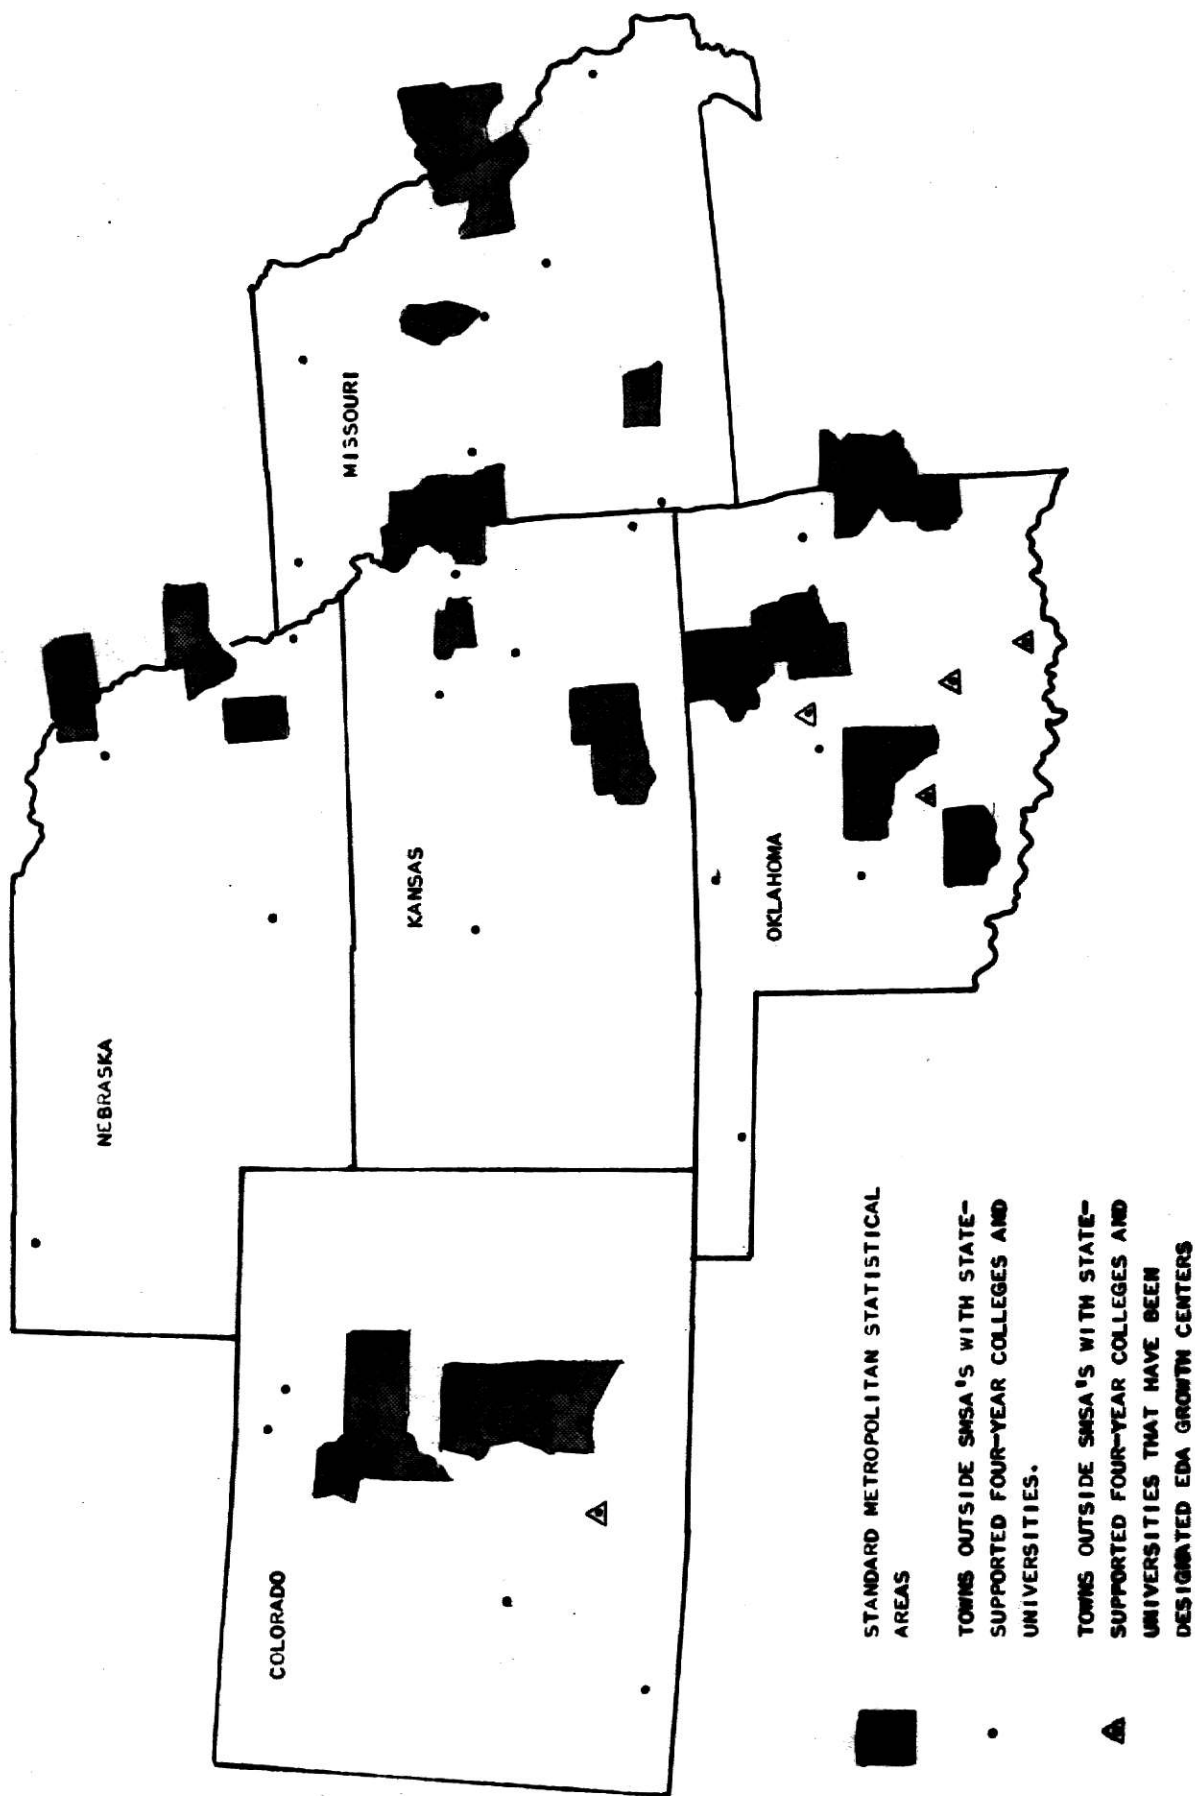 NEBRASKA
MISSOURI
KANSAS
COLORADO
OKLAHOMA
STANDARD METROPOLITAN STATISTICAL
AREAS
TOWNS OUTSIDE SMSA'S WITH STATE-
SUPPORTED FOUR-YEAR COLLEGES AND
UNIVERSITIES.
TOWNS OUTSIDE SMSA'S WITH STATE-
SUPPORTED FOUR-YEAR COLLEGES AND
UNIVERSITIES THAT HAVE BEEN
DESIGNATED EDA GROWTH CENTERS